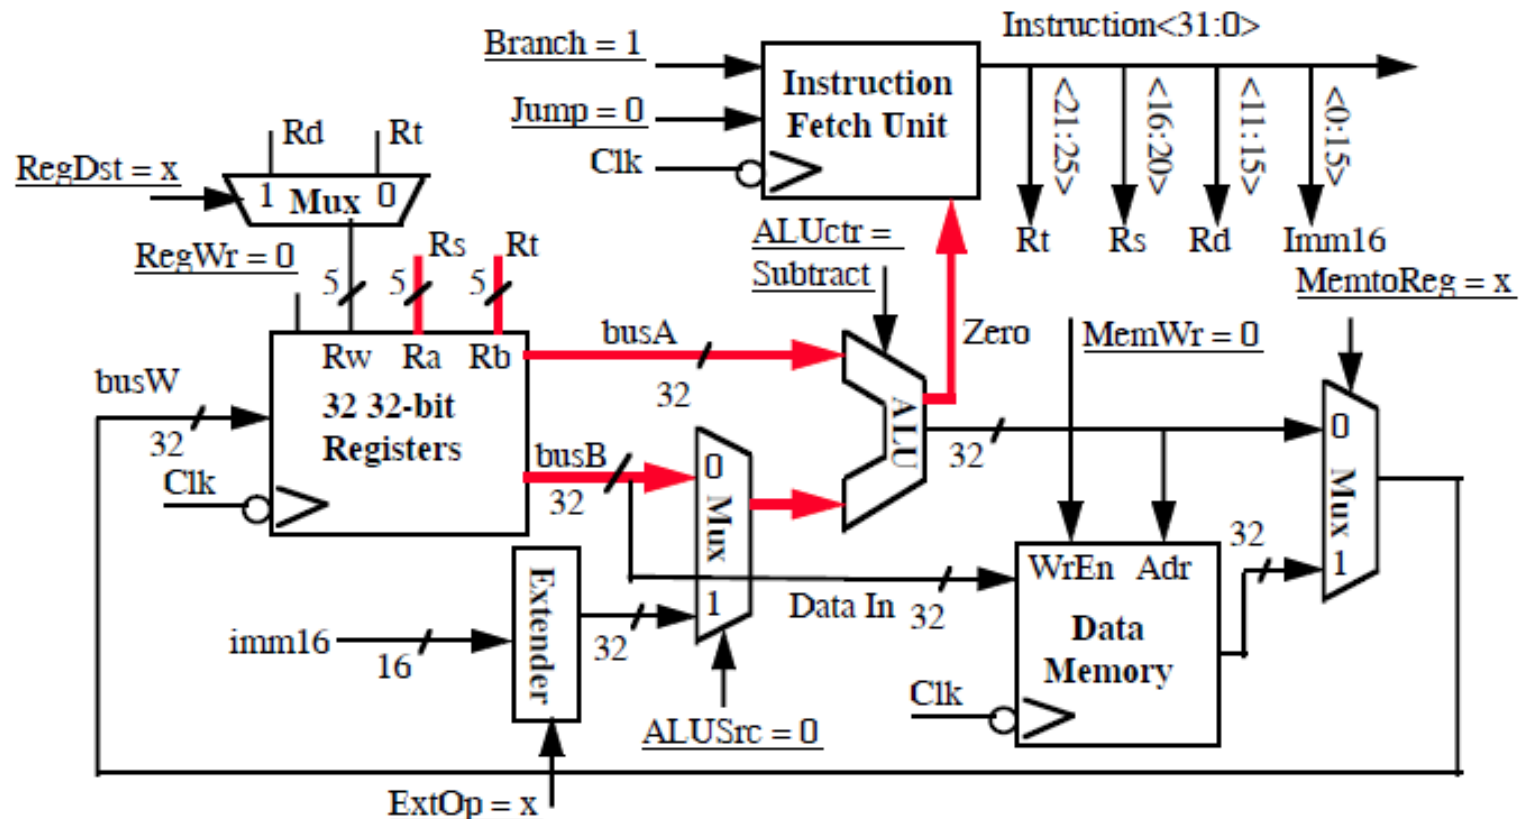 Instruction<31:0>
Branch = 1
Instruction
Fetch Unit
Jump = 0
Clk
<21:25>
<16:20>
<11:15>
<0:15>
Rd
Rt
RegDst = x
1 Mux 0
Rt
Rs
Rd
Imm16
ALUctr =
Subtract
MemtoReg = x
RegWr = 0
5
5
5
Rs
Rt
Zero
MemWr = 0
Rw
Ra
Rb
busA
32
busW
32
32 32-bit
Registers
Clk
busB
32
0
Mux
1
ALU
32
0
Mux
1
32
WrEn
Adr
Data In
32
Data
Memory
Clk
Extender
imm16
16
32
ALUSrc = 0
ExtOp = x